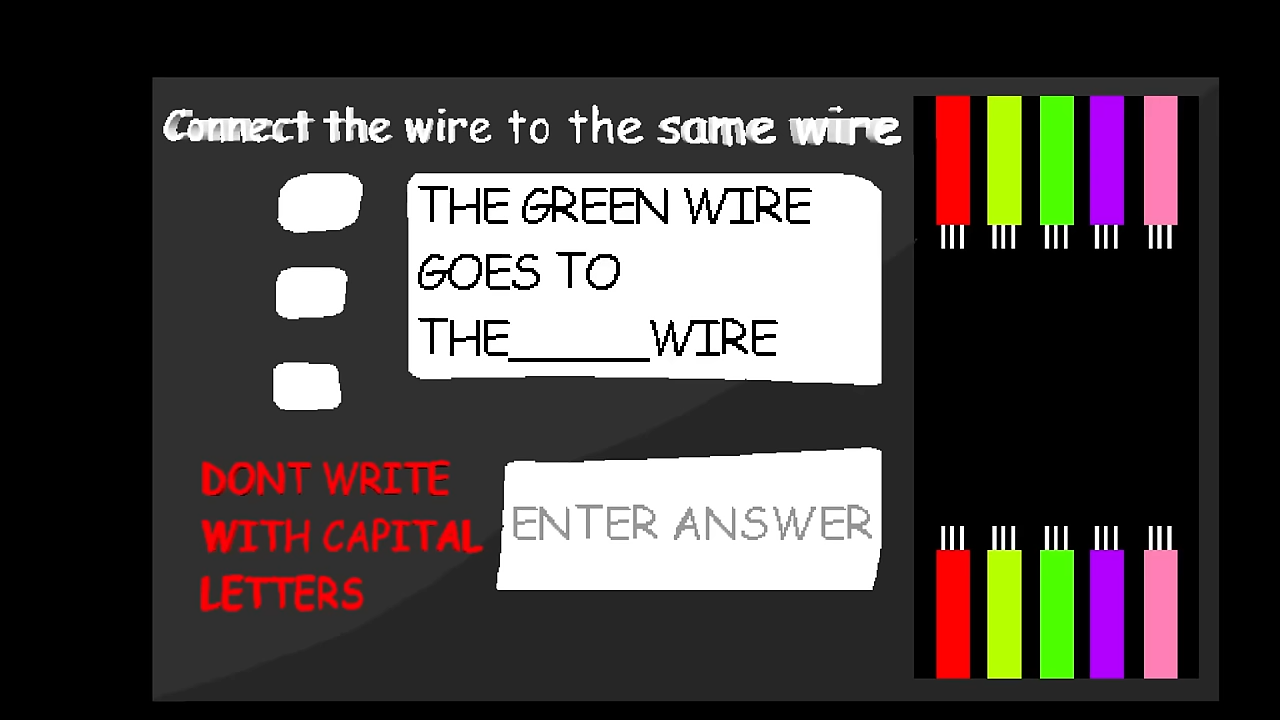 Connect the wire to the same wire
THE GREEN WIRE
GOES TO
THE______WIRE
DONT WRITE
WITH CAPITAL
LETTERS
ENTER ANSWER